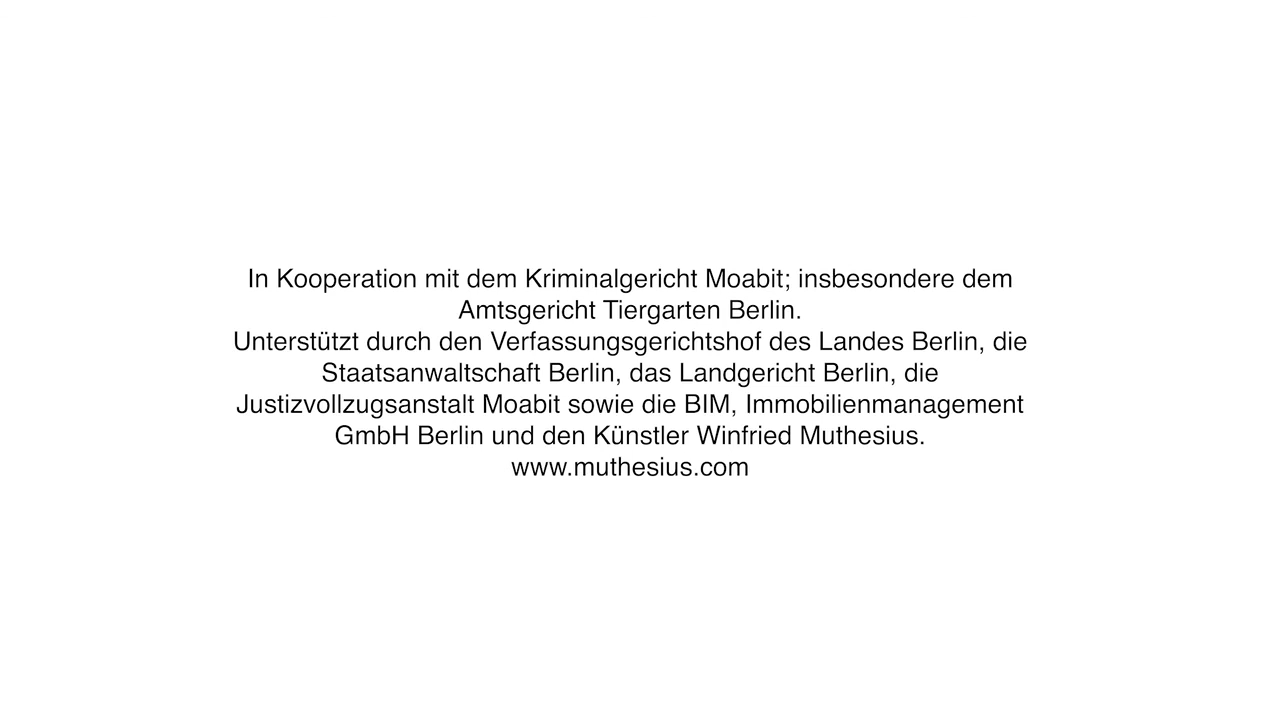 In Kooperation mit dem Kriminalgericht Moabit; insbesondere dem
Amtsgericht Tiergarten Berlin.
Unterstützt durch den Verfassungsgerichtshof des Landes Berlin, die
Staatsanwaltschaft Berlin, das Landgericht Berlin, die
Justizvollzugsanstalt Moabit sowie die BIM, Immobilienmanagement
GmbH Berlin und den Künstler Winfried Muthesius.
www.muthesius.com